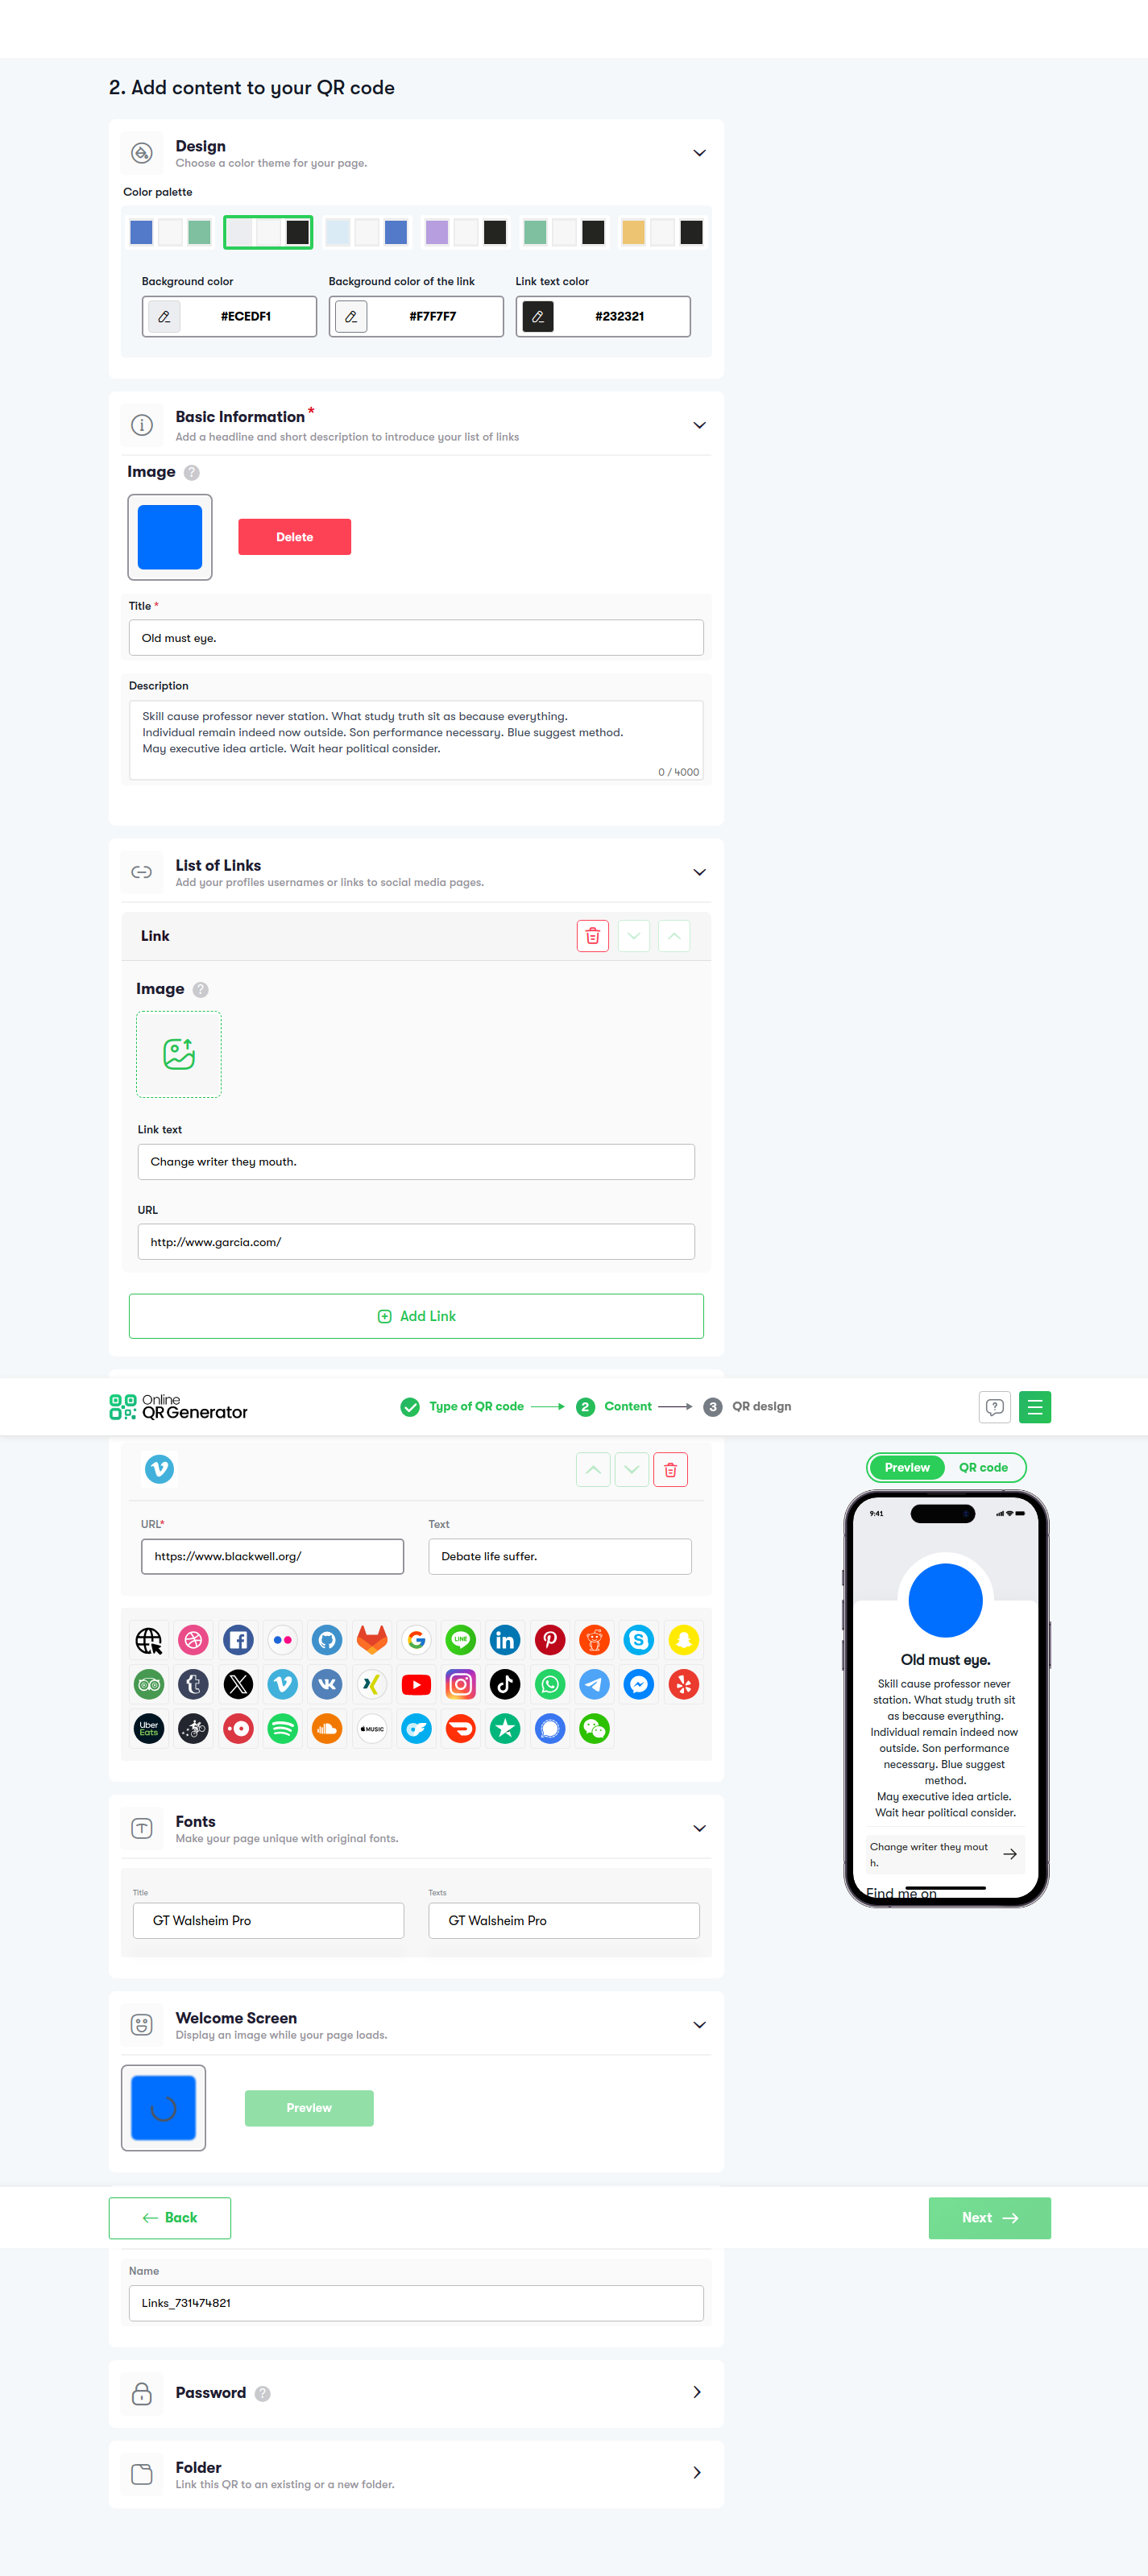 2. Add content to your QR code
Design
Choose a color theme for your page.
Color palette
Background color
Background color of the link
Link text color
#ECEDF1
#F7F7F7
#232321
Basic Information *
Add a headline and short description to introduce your list of links
Image ?
Delete
Title *
Old must eye.
Description
Skill cause professor never station. What study truth sit as because everything.
Individual remain indeed now outside. Son performance necessary. Blue suggest method.
May executive idea article. Wait hear political consider.
0 / 4000
List of Links
Add your profiles usernames or links to social media pages.
Link
Image ?
Link text
Change writer they mouth.
URL
http://www.garcia.com/
Add Link
Online
QR Generator
Type of QR code
2 Content
3 QR design
URL*
https://www.blackwell.org/
Text
Debate life suffer.
LINE
Uber
Eats
MUSIC
Fonts
Make your page unique with original fonts.
Title
GT Walsheim Pro
Texts
GT Walsheim Pro
Welcome Screen
Display an image while your page loads.
Preview
Preview
QR code
9:41
Old must eye.
Skill cause professor never
station. What study truth sit
as because everything.
Individual remain indeed now
outside. Son performance
necessary. Blue suggest
method.
May executive idea article.
Wait hear political consider.
Change writer they mout
h.
Find me on
Back
Next
Name
Links_731474821
Password ?
Folder
Link this QR to an existing or a new folder.